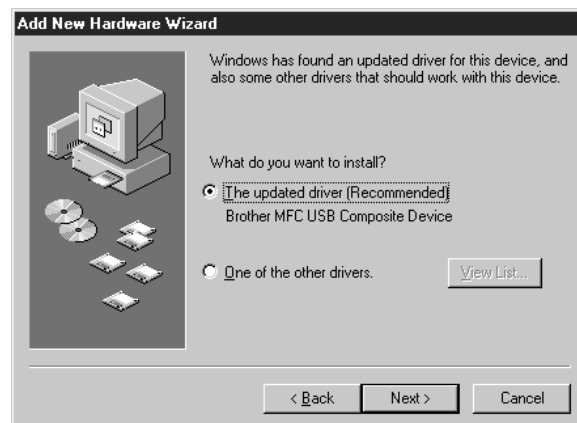 Add New Hardware Wizard
Windows has found an updated driver for this device, and
also some other drivers that should work with this device.
What do you want to install?
The updated driver (Recommended)
Brother MFC USB Composite Device
One of the other drivers.
View List...
< Back
Next >
Cancel